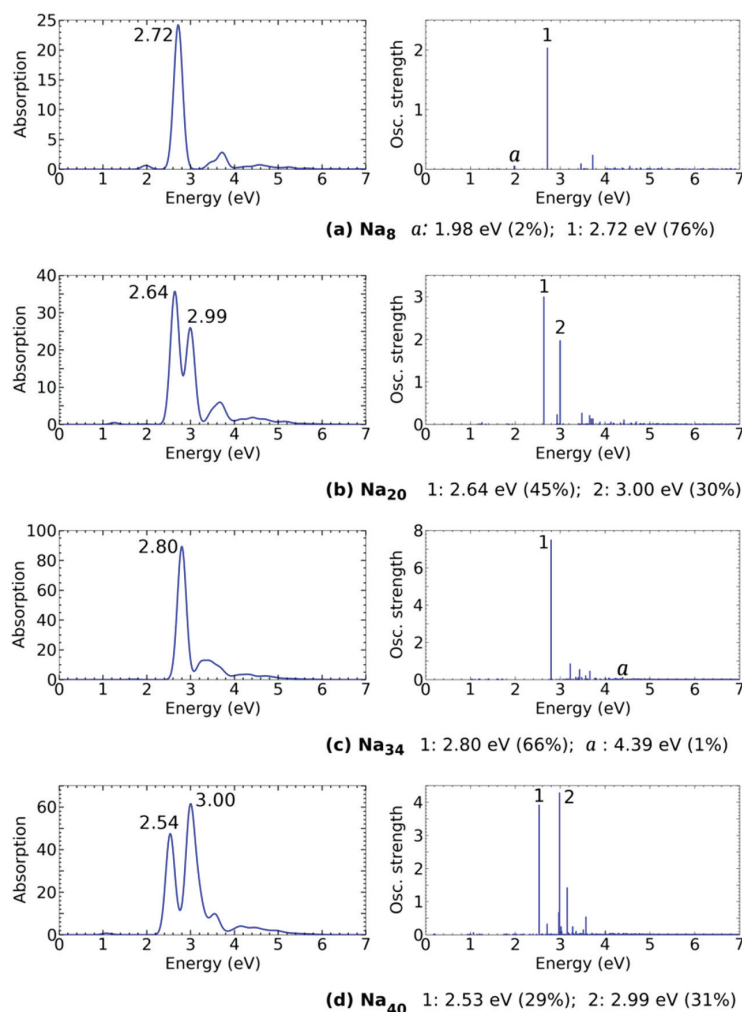 25
20
15
10
5
0
Absorption
2.72
0 1 2 3 4 5 6 7
Energy (eV)
2
1
0
Osc. strength
1
a
0 1 2 3 4 5 6 7
Energy (eV)
(a) Na8 a: 1.98 eV (2%); 1: 2.72 eV (76%)
40
30
20
10
0
Absorption
2.64
2.99
0 1 2 3 4 5 6 7
Energy (eV)
3
2
1
0
Osc. strength
1
2
0 1 2 3 4 5 6 7
Energy (eV)
(b) Na20 1: 2.64 eV (45%); 2: 3.00 eV (30%)
100
80
60
40
20
0
Absorption
2.80
0 1 2 3 4 5 6 7
Energy (eV)
8
6
4
2
0
Osc. strength
1
a
0 1 2 3 4 5 6 7
Energy (eV)
(c) Na34 1: 2.80 eV (66%); a : 4.39 eV (1%)
60
40
20
0
Absorption
2.54
3.00
0 1 2 3 4 5 6 7
Energy (eV)
4
3
2
1
0
Osc. strength
1
2
0 1 2 3 4 5 6 7
Energy (eV)
(d) Na40 1: 2.53 eV (29%); 2: 2.99 eV (31%)